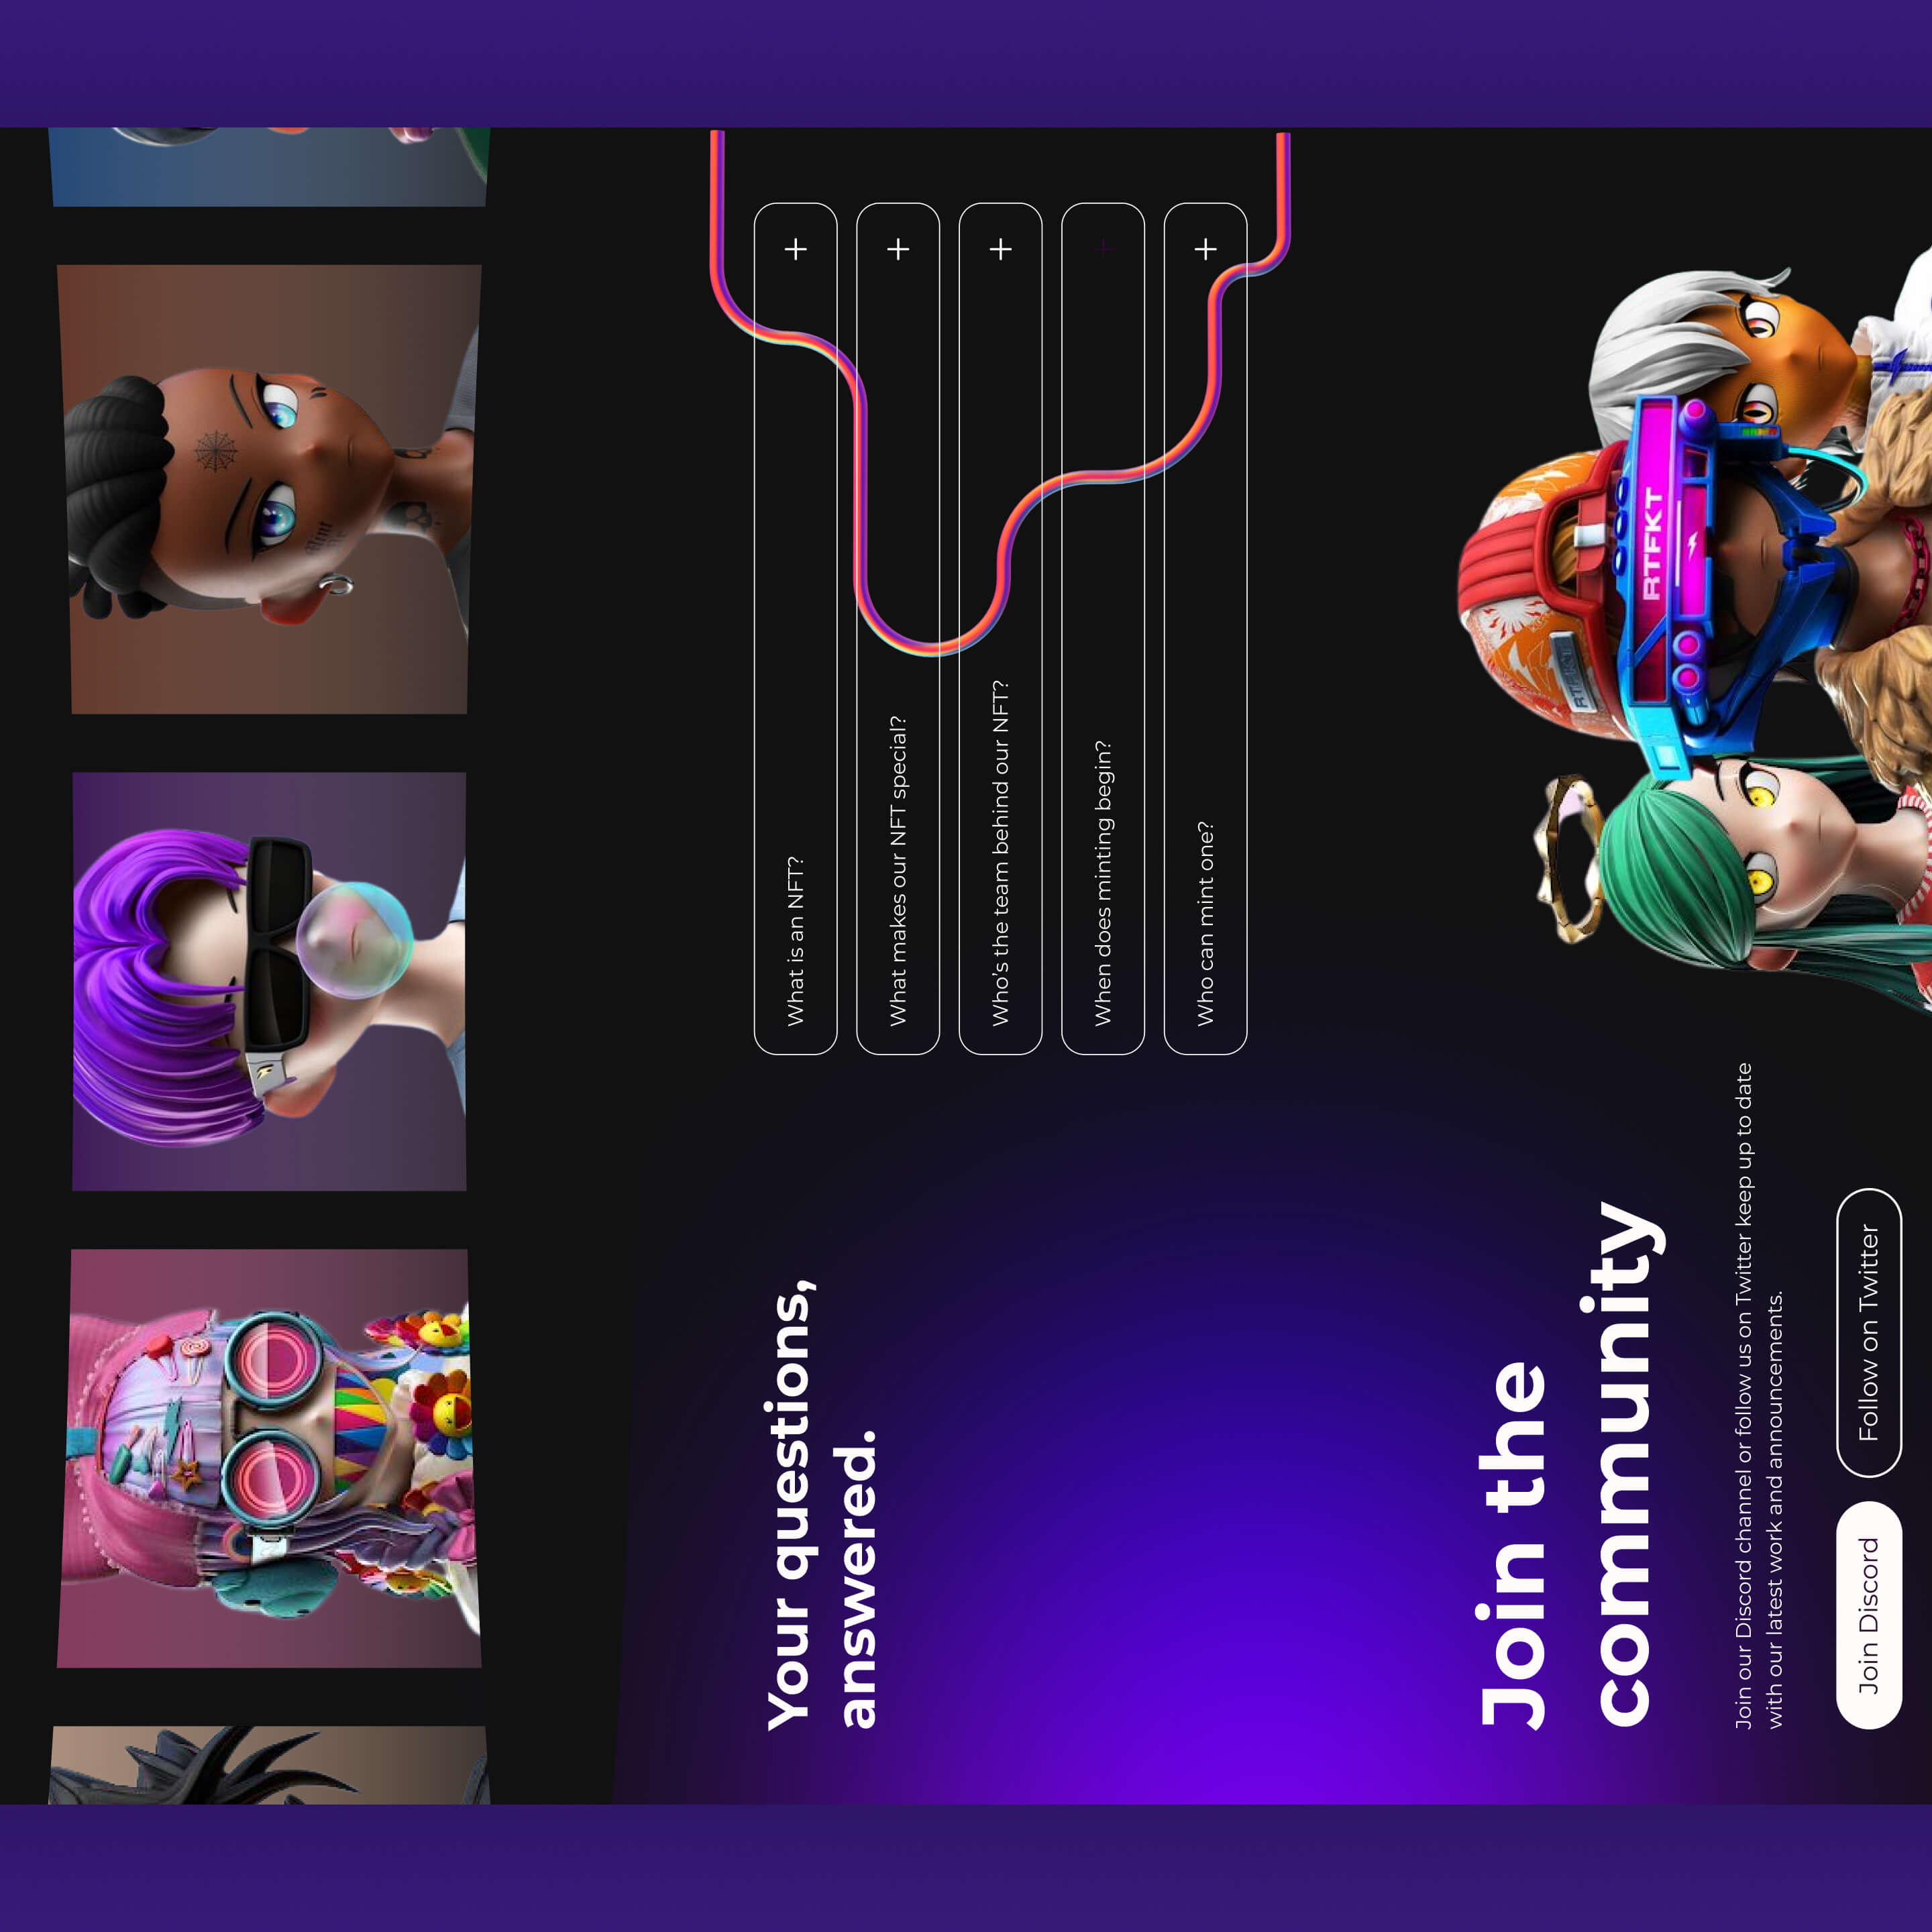 Your questions,
answered.
What is an NFT?
What makes our NFT special?
Who's the team behind our NFT?
When does minting begin?
Who can mint one?
Join the
community
Join our Discord channel or follow us on Twitter keep up to date
with our latest work and announcements.
Join Discord
Follow on Twitter
RTFKT